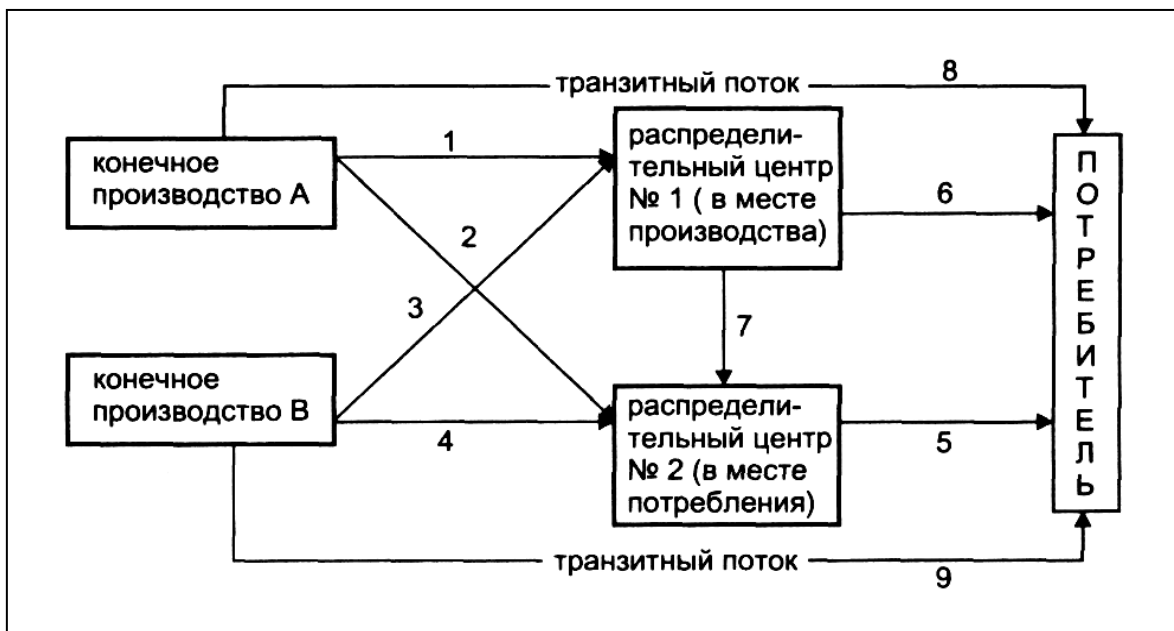 транзитный поток
8
конечное
производство А
1
распредели-
тельный центр
№ 1 ( в месте
производства)
6
2
3
7
конечное
производство В
4
распредели-
тельный центр
№ 2 (в месте
потребления)
5
ПОТРЕБИТЕЛЬ
транзитный поток
9